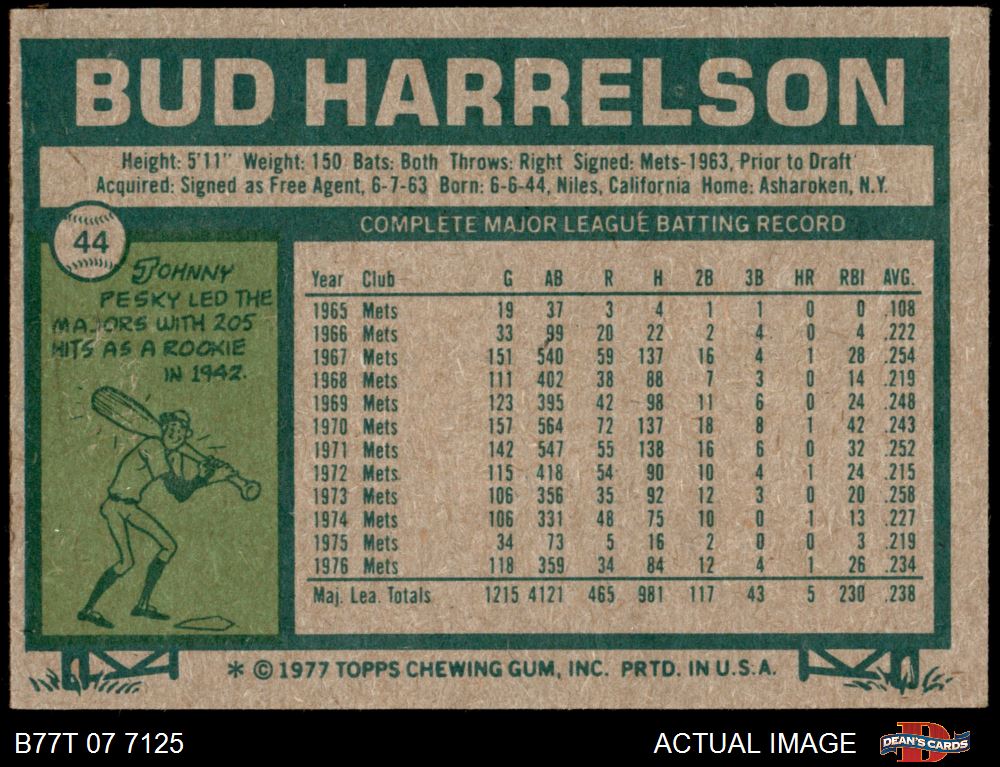 BUD HARRELSON
Height: 5'11" Weight: 150 Bats: Both Throws: Right Signed: Mets-1963, Prior to Draft
Acquired: Signed as Free Agent, 6-7-63 Born: 6-6-44, Niles, California Home: Asharoken, N.Y.
44
JOHNNY
PESKY LED THE
MAJORS WITH 205
HITS AS A ROOKIE
IN 1942.
COMPLETE MAJOR LEAGUE BATTING RECORD
Year Club G AB R H 2B 3B HR RBI AVG.
1965 Mets 19 37 3 4 1 1 0 0 .108
1966 Mets 33 99 20 22 2 4 0 4 .222
1967 Mets 151 540 59 137 16 4 1 28 .254
1968 Mets 111 402 38 88 7 3 0 14 .219
1969 Mets 123 395 42 98 11 6 0 24 .248
1970 Mets 157 564 72 137 18 8 1 42 .243
1971 Mets 142 547 55 138 16 6 0 32 .252
1972 Mets 115 418 54 90 10 4 1 24 .215
1973 Mets 106 356 35 92 12 3 0 20 .258
1974 Mets 106 331 48 75 10 0 1 13 .227
1975 Mets 34 73 5 16 2 0 0 3 .219
1976 Mets 118 359 34 84 12 4 1 26 .234
Maj. Lea. Totals 1215 4121 465 981 117 43 5 230 .238
* © 1977 TOPPS CHEWING GUM, INC. PRTD. IN U.S.A.
B77T 07 7125
ACTUAL IMAGE
DEAN'S CARDS